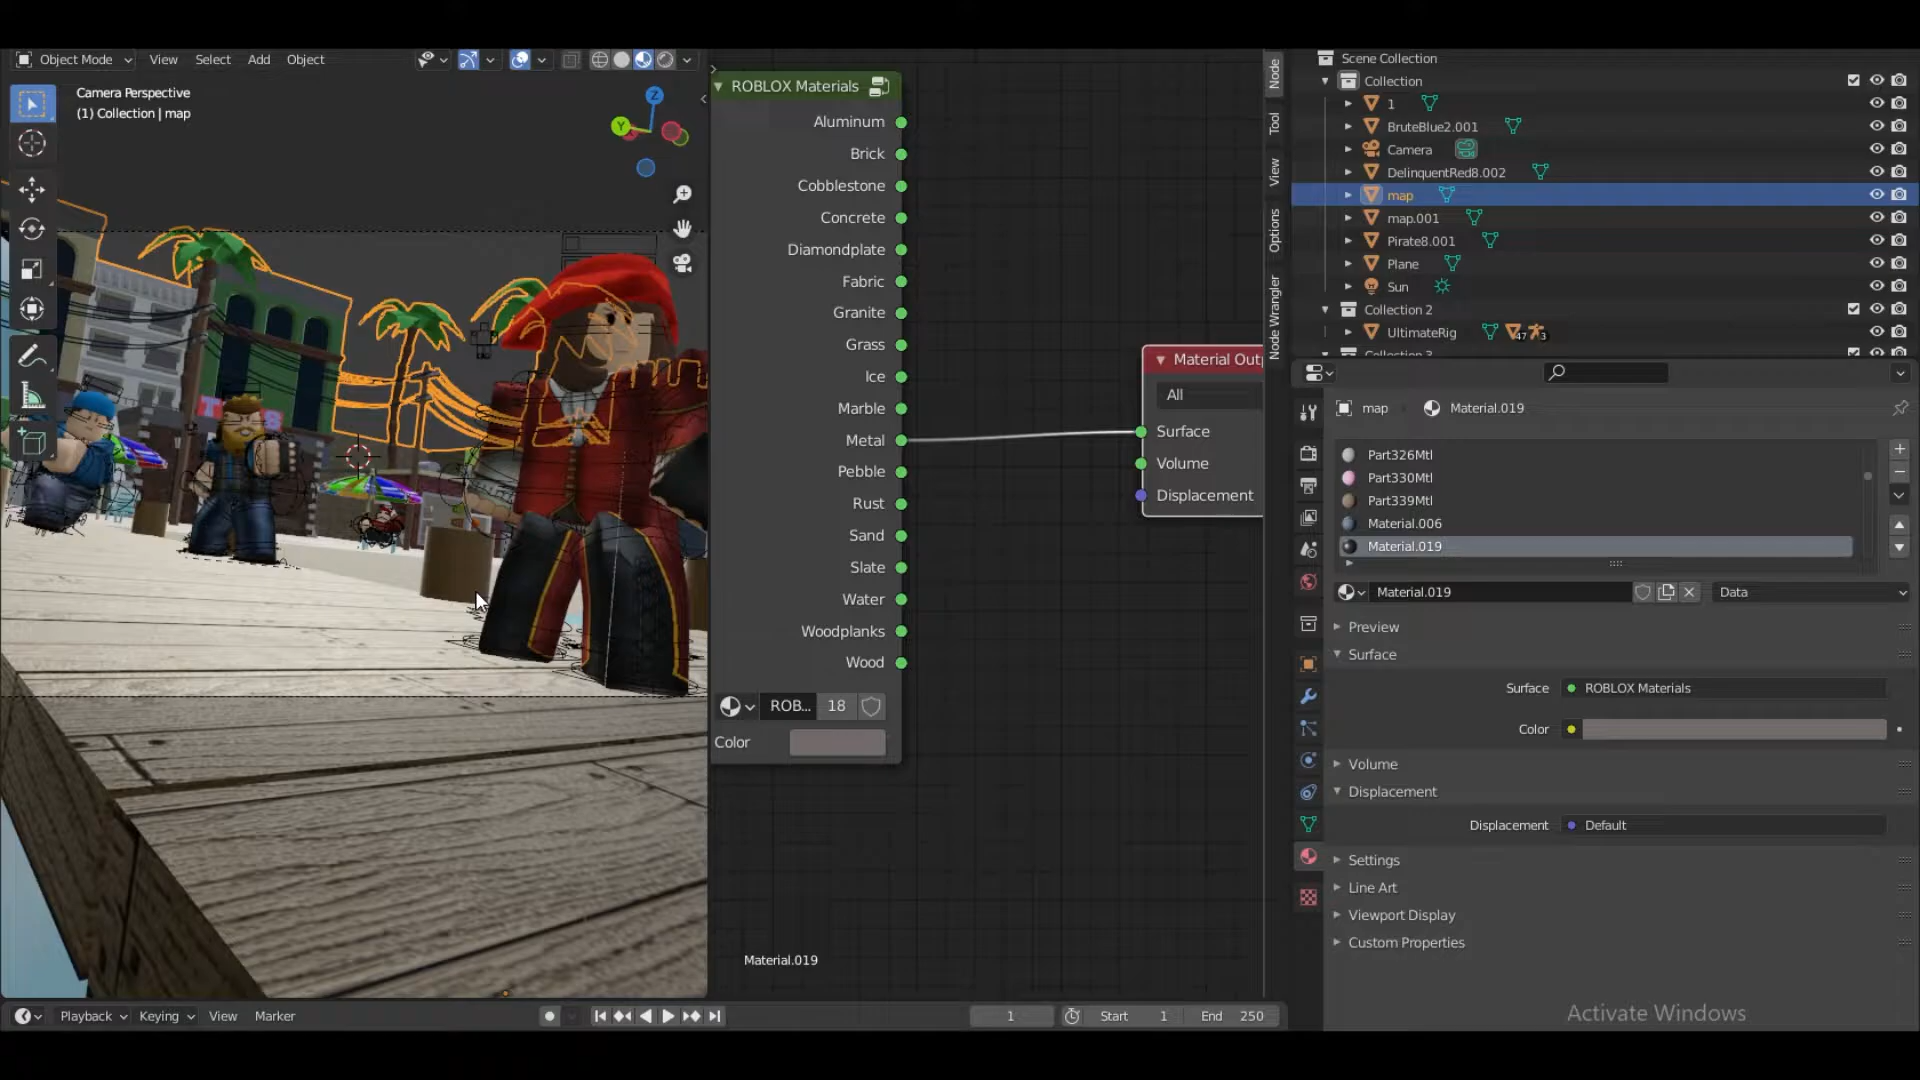 Object Mode View Select Add Object
Camera Perspective
(1) Collection | map
Z
Y
ROBLOX Materials
Aluminum
Brick
Cobblestone
Concrete
Diamondplate
Fabric
Granite
Grass
Ice
Marble
Metal
Pebble
Rust
Sand
Slate
Water
Woodplanks
Wood
ROB... 18
Color
Material Outp
All
Surface
Volume
Displacement
Material.019
Node
Tool
View
Options
Node Wrangler
Scene Collection
Collection
1
BruteBlue2.001
Camera
DelinquentRed8.002
map
map.001
Pirate8.001
Plane
Sun
Collection 2
UltimateRig 47 3
Collection 3
map Material.019
Part326Mtl
Part330Mtl
Part339Mtl
Material.006
Material.019
Material.019 Data
Preview
Surface
Surface ROBLOX Materials
Color
Volume
Displacement
Displacement Default
Settings
Line Art
Viewport Display
Custom Properties
Activate Windows
Playback Keying View Marker 1 Start 1 End 250